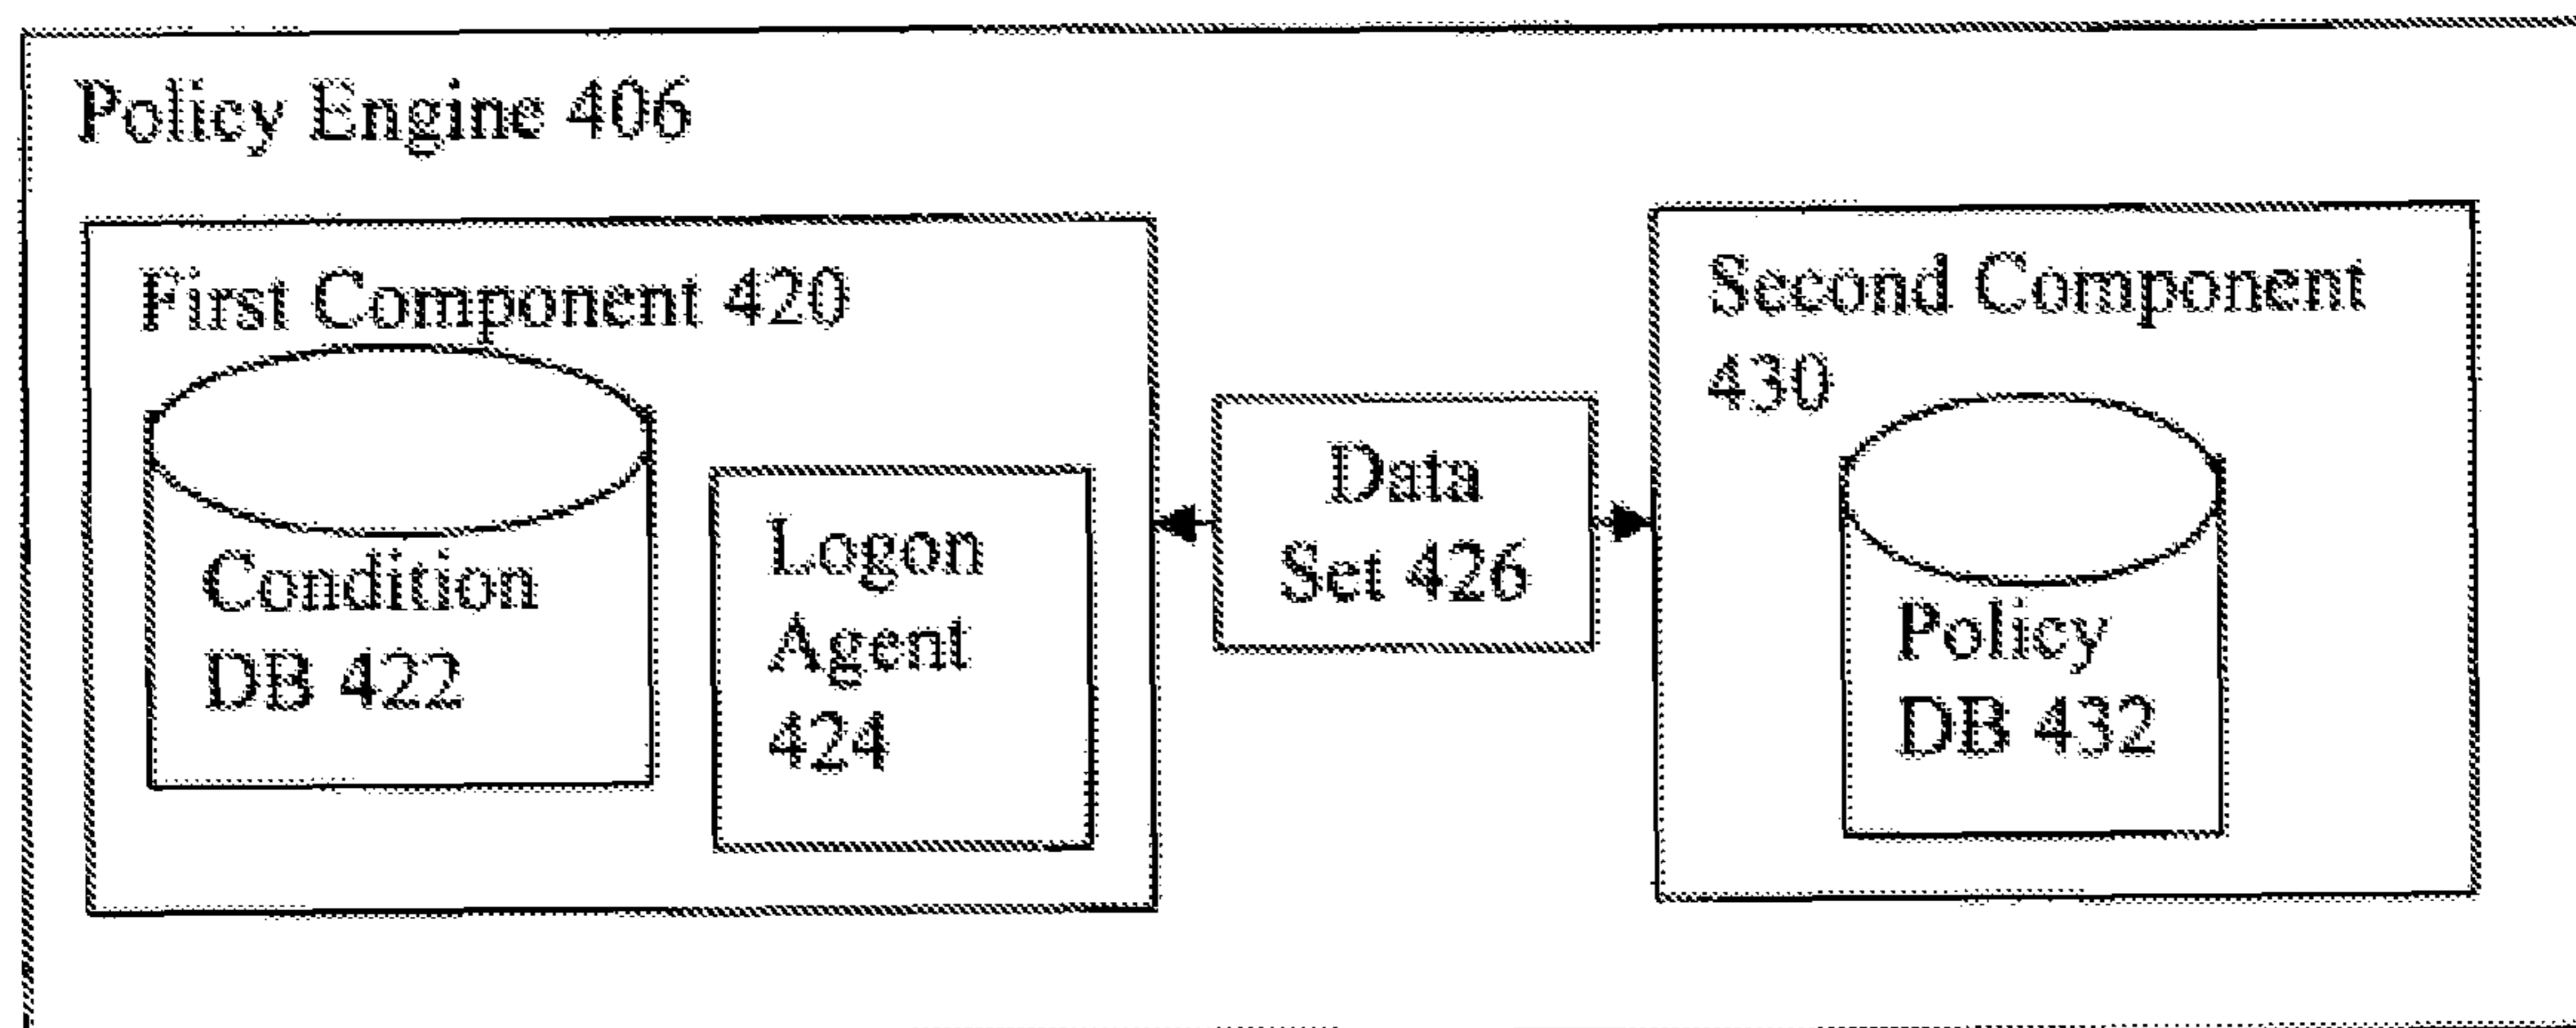 Policy Engine 406
First Component 420
Condition
DB 422
Logon
Agent
424
Data
Set 426
Second Component
430
Policy
DB 432